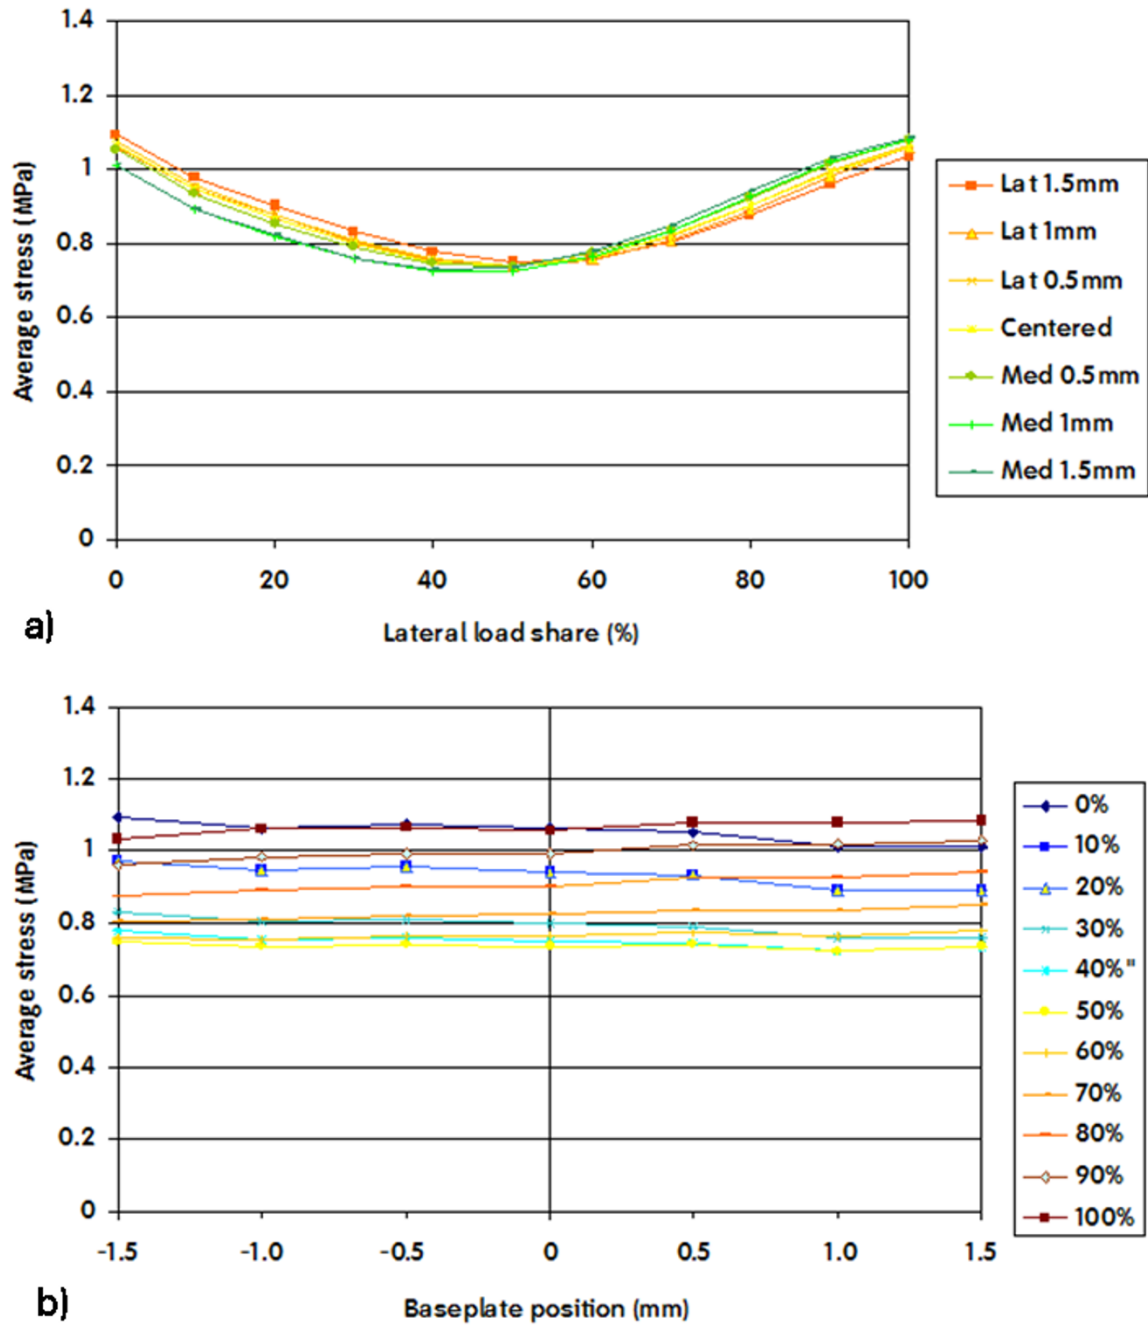 1.4
1.2
1
0.8
0.6
0.4
0.2
0
Average stress (MPa)
0 20 40 60 80 100
Lateral load share (%)
Lat 1.5mm
Lat 1mm
Lat 0.5mm
Centered
Med 0.5mm
Med 1mm
Med 1.5mm
a)
1.4
1.2
1
0.8
0.6
0.4
0.2
0
Average stress (MPa)
-1.5 -1.0 -0.5 0 0.5 1.0 1.5
Baseplate position (mm)
0%
10%
20%
30%
40%"
50%
60%
70%
80%
90%
100%
b)